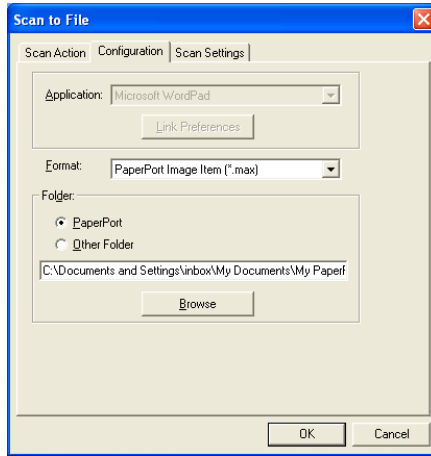 Scan to File
Scan Action Configuration Scan Settings
Application: Microsoft WordPad
Link Preferences
Format: PaperPort Image Item (*.max)
Folder:
PaperPort
Other Folder
C:\Documents and Settings\inbox\My Documents\My PaperF
Browse
OK Cancel